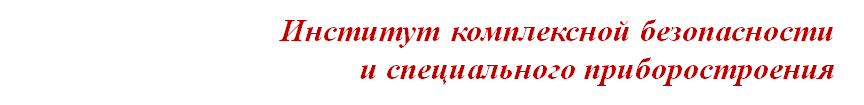 Институт комплексной безопасности
и специального приборостроения